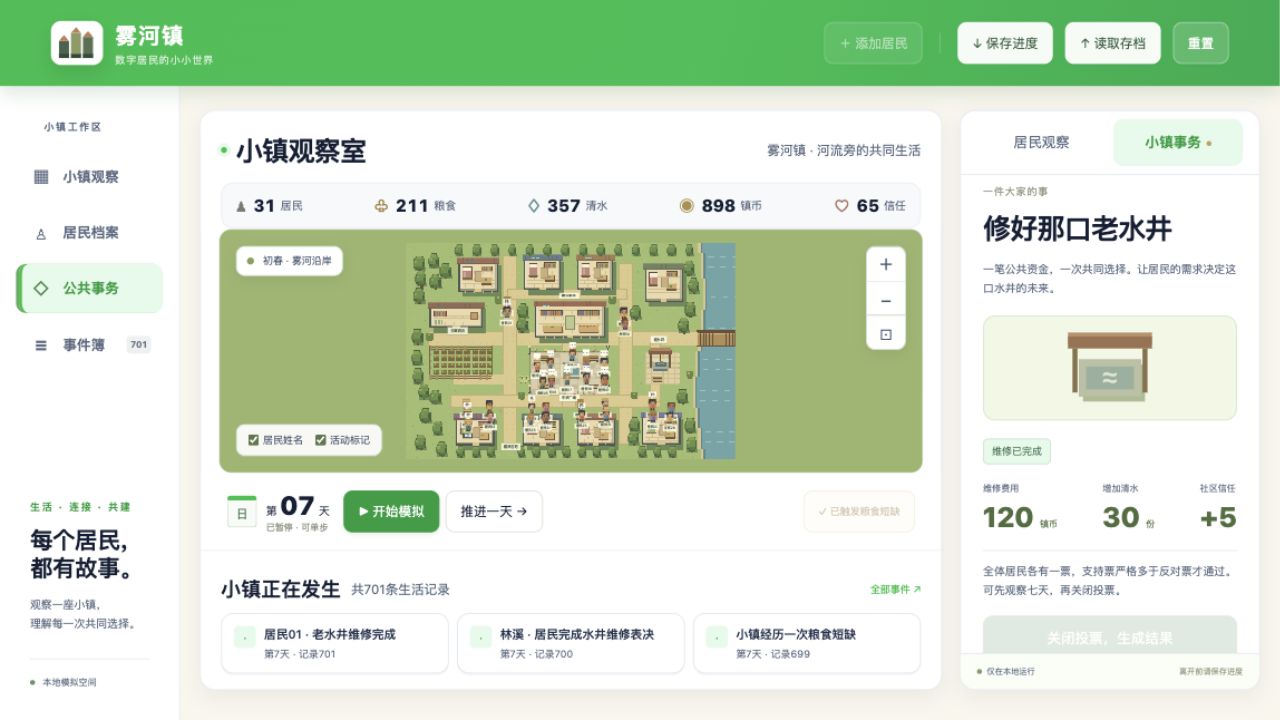 雾河镇
数字居民的小小世界
+ 添加居民
↓ 保存进度
↑ 读取存档
重置
小镇工作区
小镇观察
居民档案
公共事务
事件簿 701
生活 · 连接 · 共建
每个居民,
都有故事。
观察一座小镇,
理解每一次共同选择。
本地模拟空间
小镇观察室
雾河镇 · 河流旁的共同生活
31 居民
211 粮食
357 清水
898 镇币
65 信任
初春 · 雾河沿岸
+
−
居民姓名 活动标记
日
第 07 天
已暂停 · 可单步
▶ 开始模拟
推进一天 →
✓ 已触发粮食短缺
小镇正在发生 共701条生活记录
全部事件 ↗
居民01 · 老水井维修完成
第7天 · 记录701
林溪 · 居民完成水井维修表决
第7天 · 记录700
小镇经历一次粮食短缺
第7天 · 记录699
居民观察
小镇事务
一件大家的事
修好那口老水井
一笔公共资金，一次共同选择。让居民的需求决定这
口水井的未来。
≈
维修已完成
维修费用
120 镇币
增加清水
30 份
社区信任
+5
全体居民各有一票，支持票严格多于反对票才通过。
可先观察七天，再关闭投票。
关闭投票，生成结果
仅在本地运行
离开前请保存进度